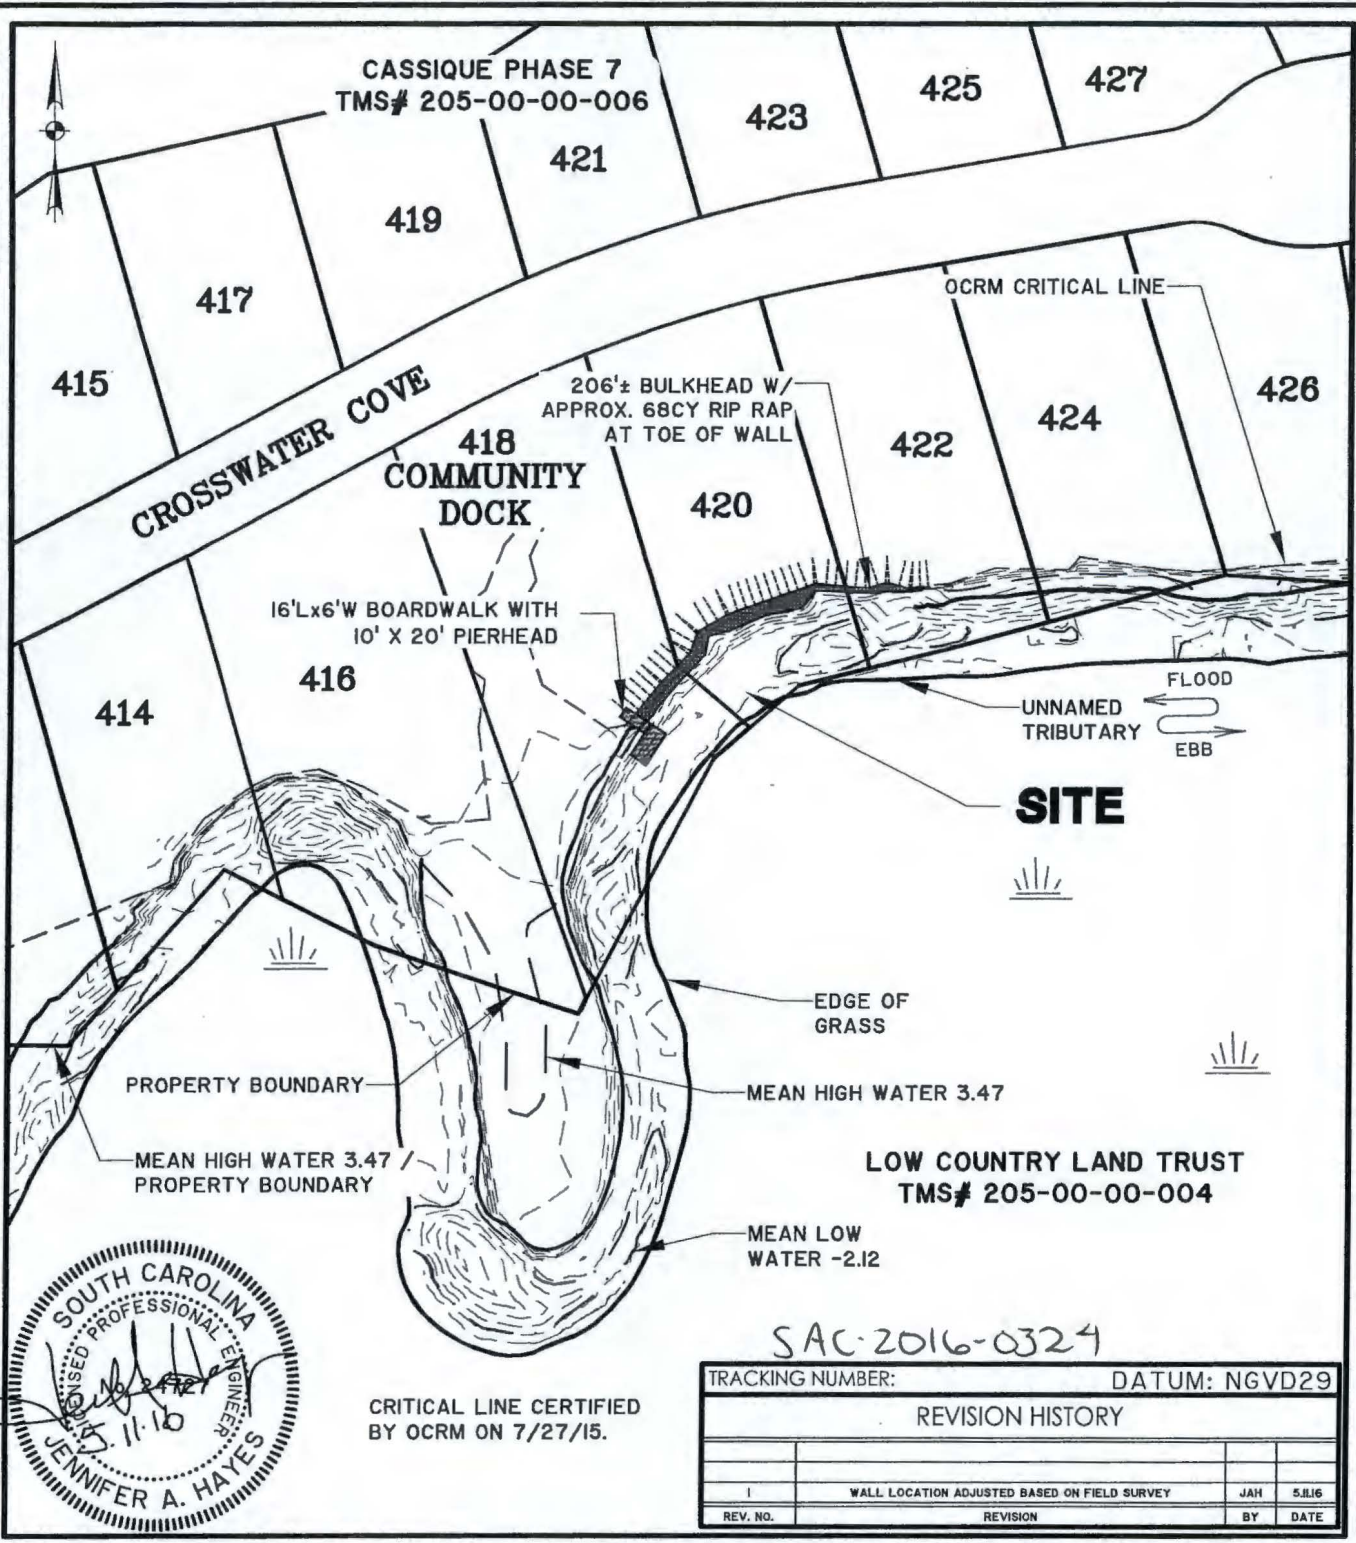 CASSIQUE PHASE 7
TMS# 205-00-00-006
427
425
423
421
419
417
415
OCRM CRITICAL LINE
CROSSWATER COVE
206'± BULKHEAD W/
APPROX. 68CY RIP RAP
AT TOE OF WALL
426
424
422
420
418
COMMUNITY
DOCK
16'Lx6'W BOARDWALK WITH
10' X 20' PIERHEAD
416
414
FLOOD
UNNAMED
TRIBUTARY
EBB
SITE
EDGE OF
GRASS
PROPERTY BOUNDARY
MEAN HIGH WATER 3.47
MEAN HIGH WATER 3.47 /
PROPERTY BOUNDARY
LOW COUNTRY LAND TRUST
TMS# 205-00-00-004
MEAN LOW
WATER -2.12
SOUTH CAROLINA
PROFESSIONAL ENGINEER
No. 24727
5.11.16
JENNIFER A. HAYES
CRITICAL LINE CERTIFIED
BY OCRM ON 7/27/15.
SAC-2016-0324
TRACKING NUMBER: DATUM: NGVD29
REVISION HISTORY
1 WALL LOCATION ADJUSTED BASED ON FIELD SURVEY JAH 5.11.16
REV. NO. REVISION BY DATE